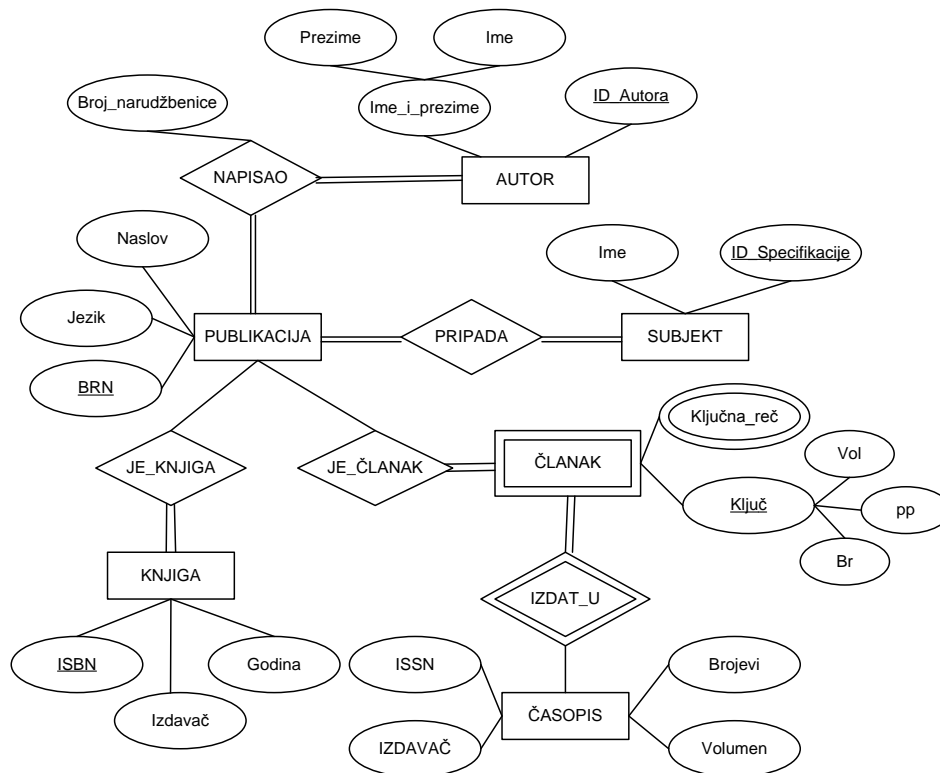 Prezime
Ime
Broj_narudžbenice
Ime_i_prezime
ID_Autora
NAPISAO
AUTOR
Naslov
Ime
ID_Specifikacije
Jezik
PUBLIKACIJA
PRIPADA
SUBJEKT
BRN
Ključna_reč
JE_KNJIGA
JE_ČLANAK
ČLANAK
Vol
Ključ
pp
Br
KNJIGA
IZDAT_U
ISBN
Godina
ISSN
Brojevi
Izdavač
ČASOPIS
IZDAVAČ
Volumen